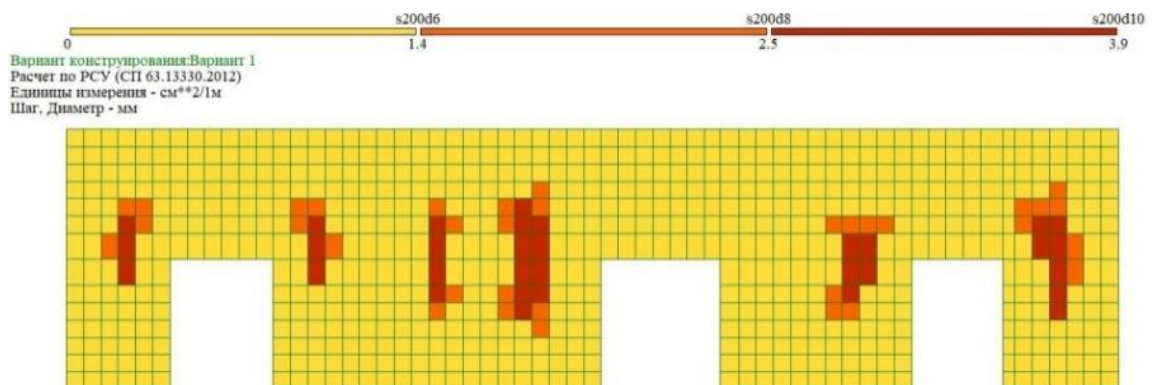 s200d6 s200d8 s200d10
0 1.4 2.5 3.9
Вариант конструирования:Вариант 1
Расчет по РСУ (СП 63.13330.2012)
Единицы измерения - см**2/1м
Шаг, Диаметр - мм